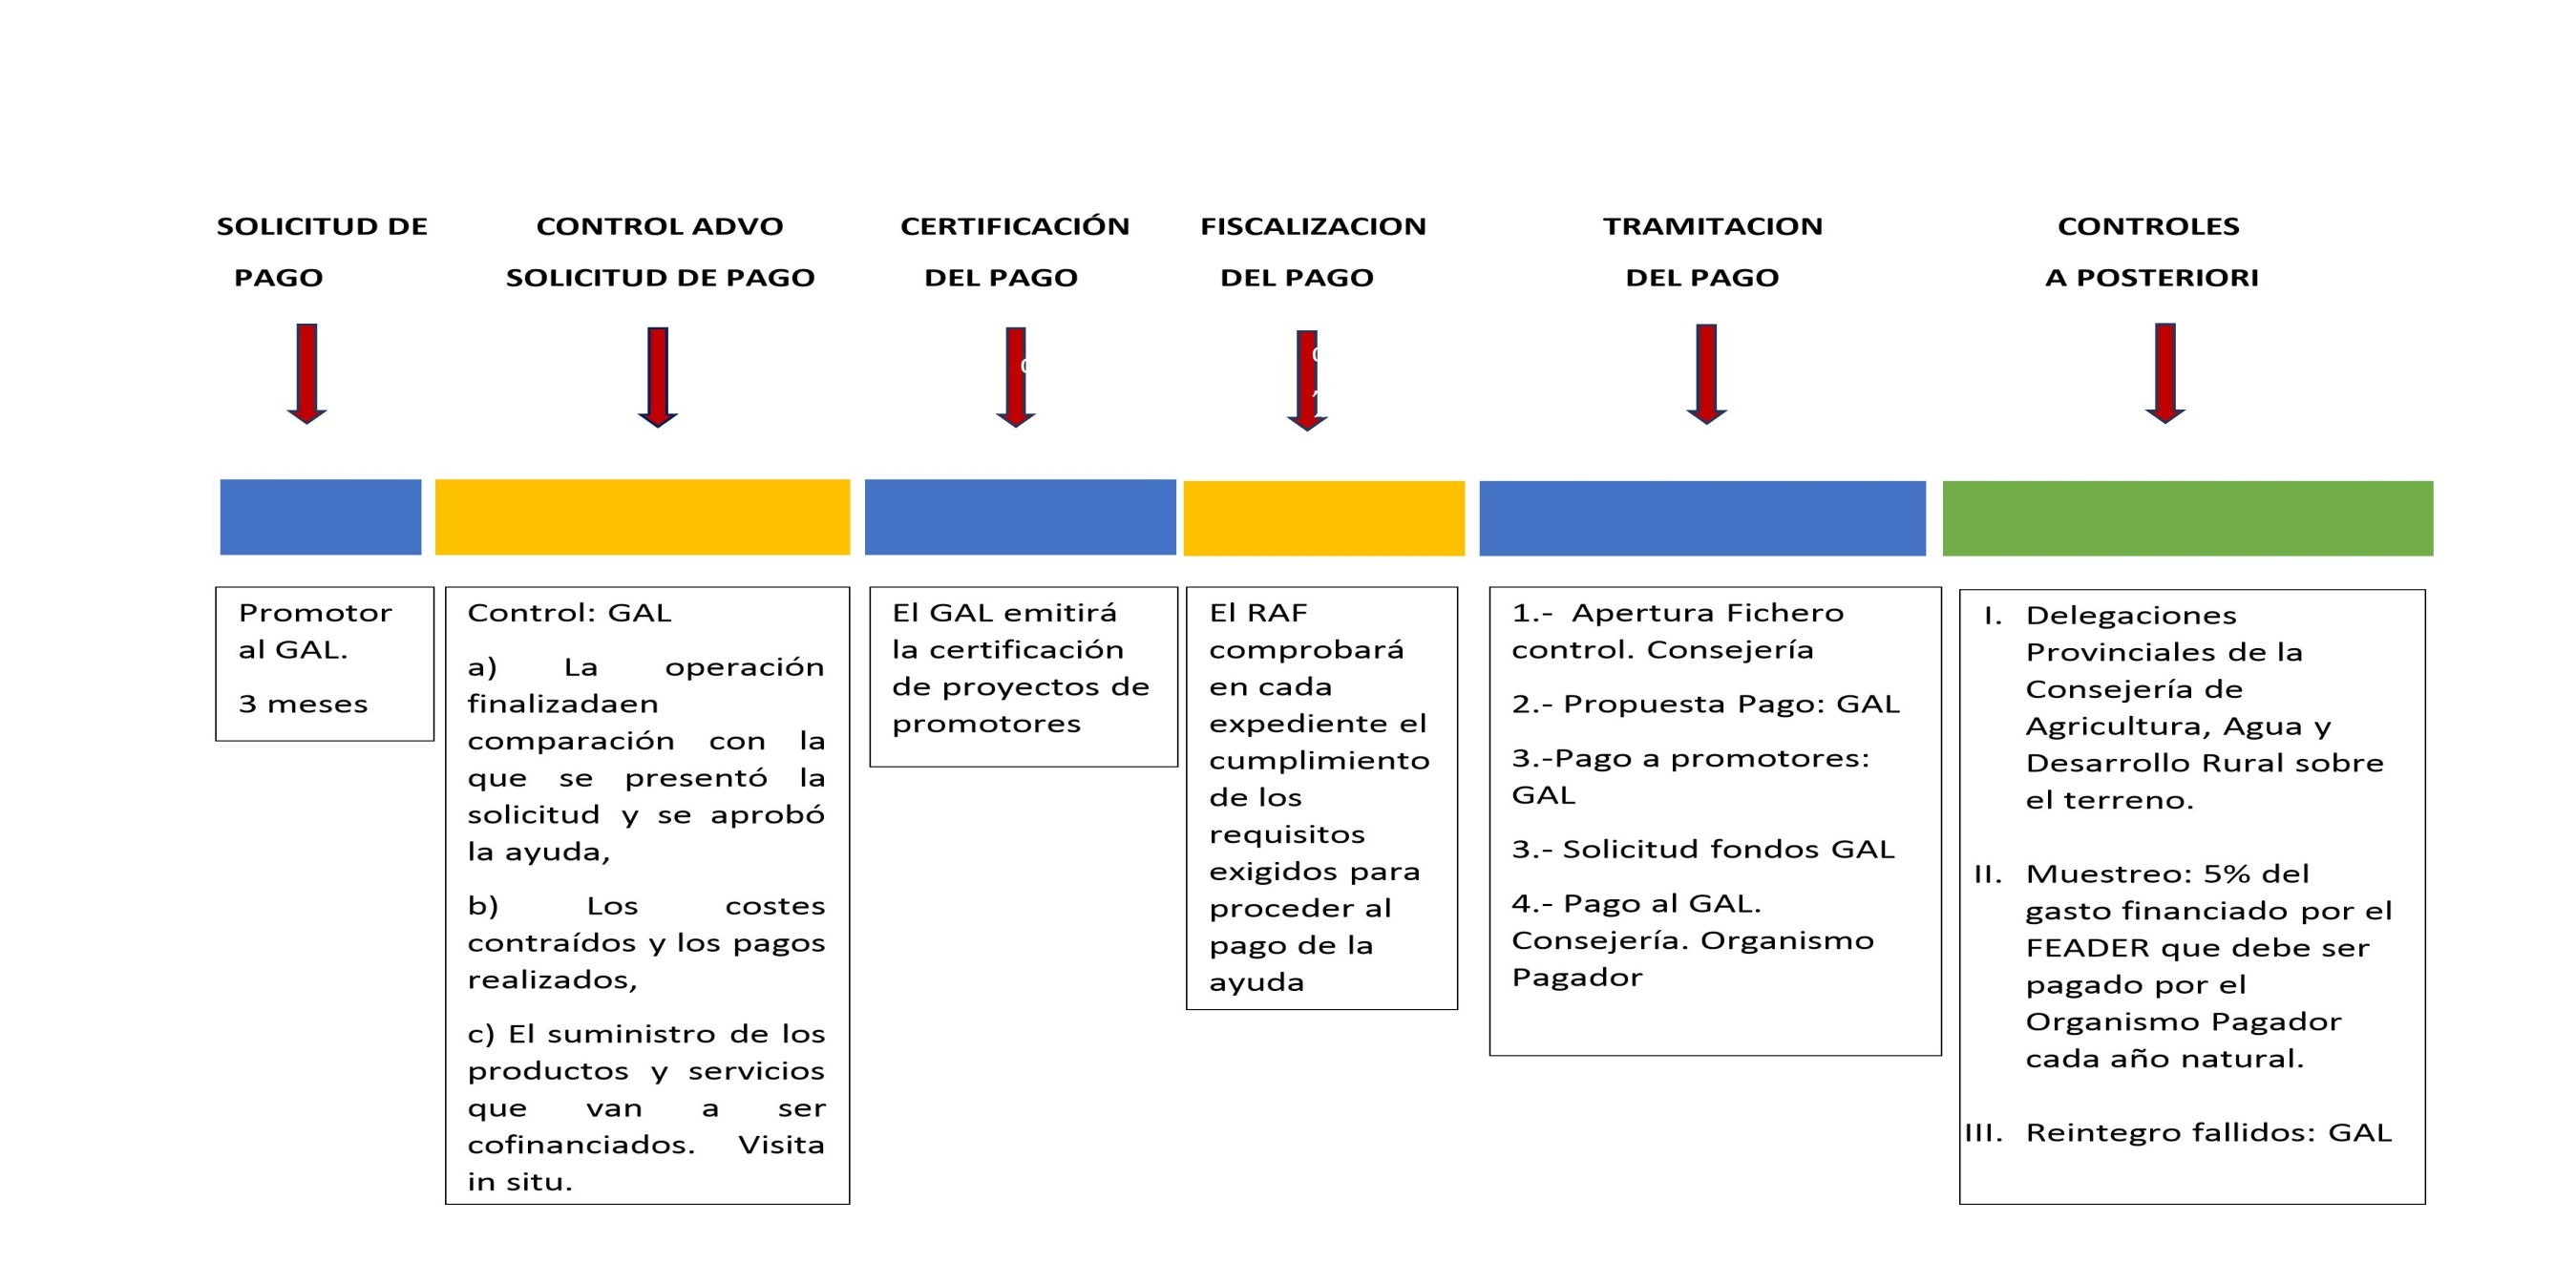 SOLICITUD DE
PAGO
CONTROL ADVO
SOLICITUD DE PAGO
CERTIFICACIÓN
DEL PAGO
FISCALIZACION
DEL PAGO
TRAMITACION
DEL PAGO
CONTROLES
A POSTERIORI
Promotor
al GAL.
3 meses
Control: GAL
a) La operación
finalizadaen
comparación con la
que se presentó la
solicitud y se aprobó
la ayuda,
b) Los costes
contraídos y los pagos
realizados,
c) El suministro de los
productos y servicios
que van a ser
cofinanciados. Visita
in situ.
El GAL emitirá
la certificación
de proyectos de
promotores
El RAF
comprobará
en cada
expediente el
cumplimiento
de los
requisitos
exigidos para
proceder al
pago de la
ayuda
1.- Apertura Fichero
control. Consejería
2.- Propuesta Pago: GAL
3.-Pago a promotores:
GAL
3.- Solicitud fondos GAL
4.- Pago al GAL.
Consejería. Organismo
Pagador
I. Delegaciones
Provinciales de la
Consejería de
Agricultura, Agua y
Desarrollo Rural sobre
el terreno.
II. Muestreo: 5% del
gasto financiado por el
FEADER que debe ser
pagado por el
Organismo Pagador
cada año natural.
III. Reintegro fallidos: GAL